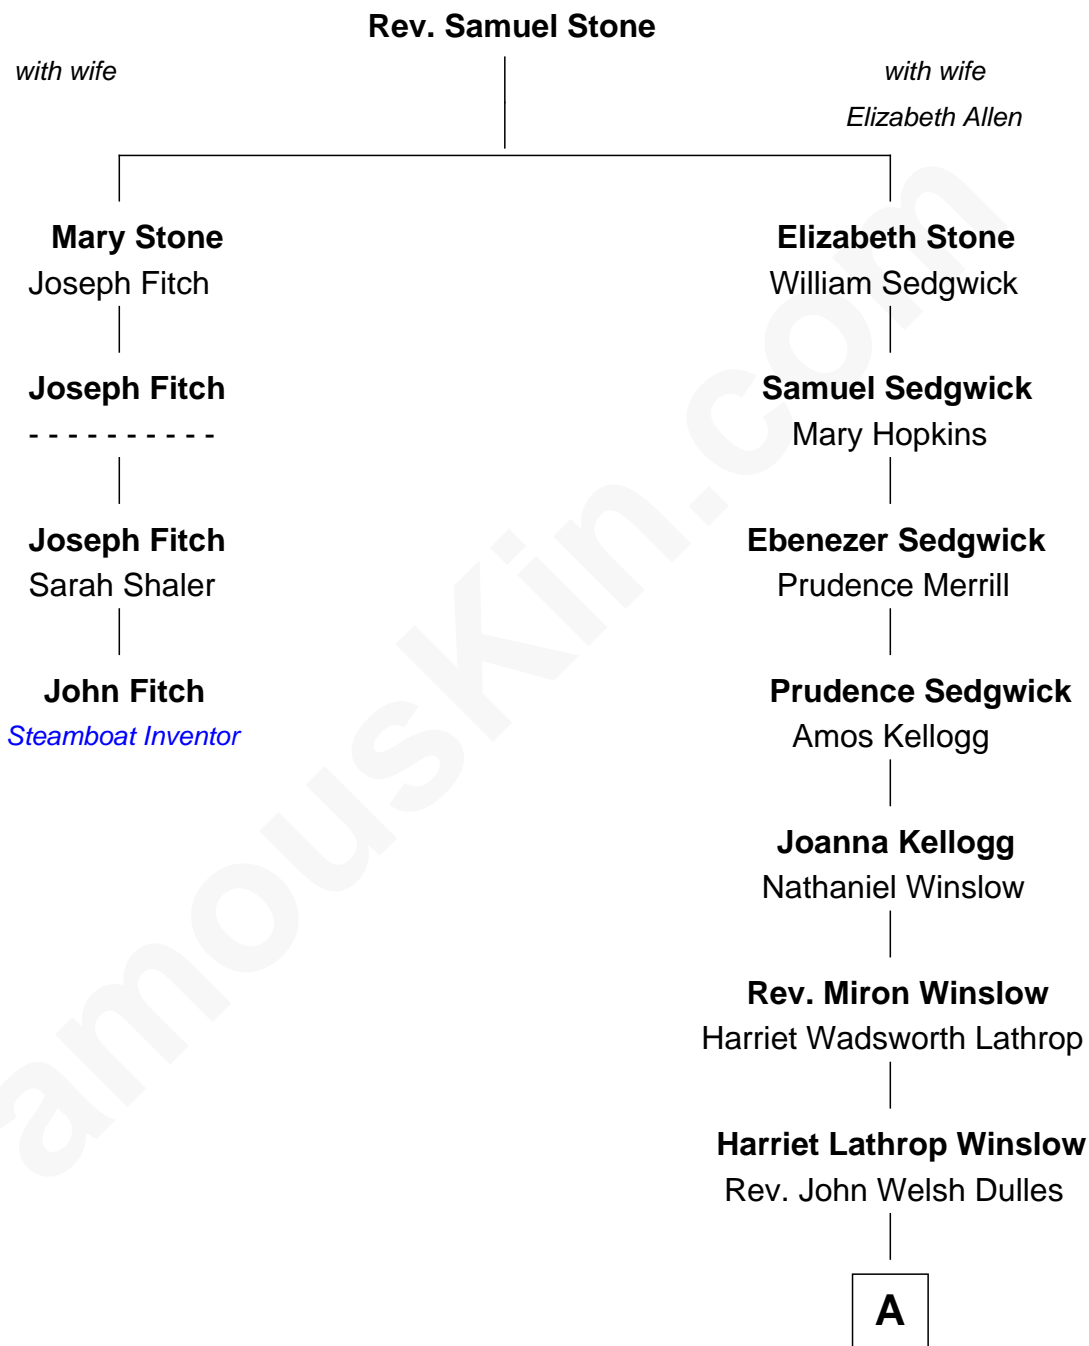 Rev. Samuel Stone
with wife
with wife
Elizabeth Allen
Mary Stone
Joseph Fitch
Elizabeth Stone
William Sedgwick
Joseph Fitch
- - - - - - - - - -
Samuel Sedgwick
Mary Hopkins
Joseph Fitch
Sarah Shaler
Ebenezer Sedgwick
Prudence Merrill
John Fitch
Steamboat Inventor
Prudence Sedgwick
Amos Kellogg
Joanna Kellogg
Nathaniel Winslow
Rev. Miron Winslow
Harriet Wadsworth Lathrop
Harriet Lathrop Winslow
Rev. John Welsh Dulles
A
amouskin.com